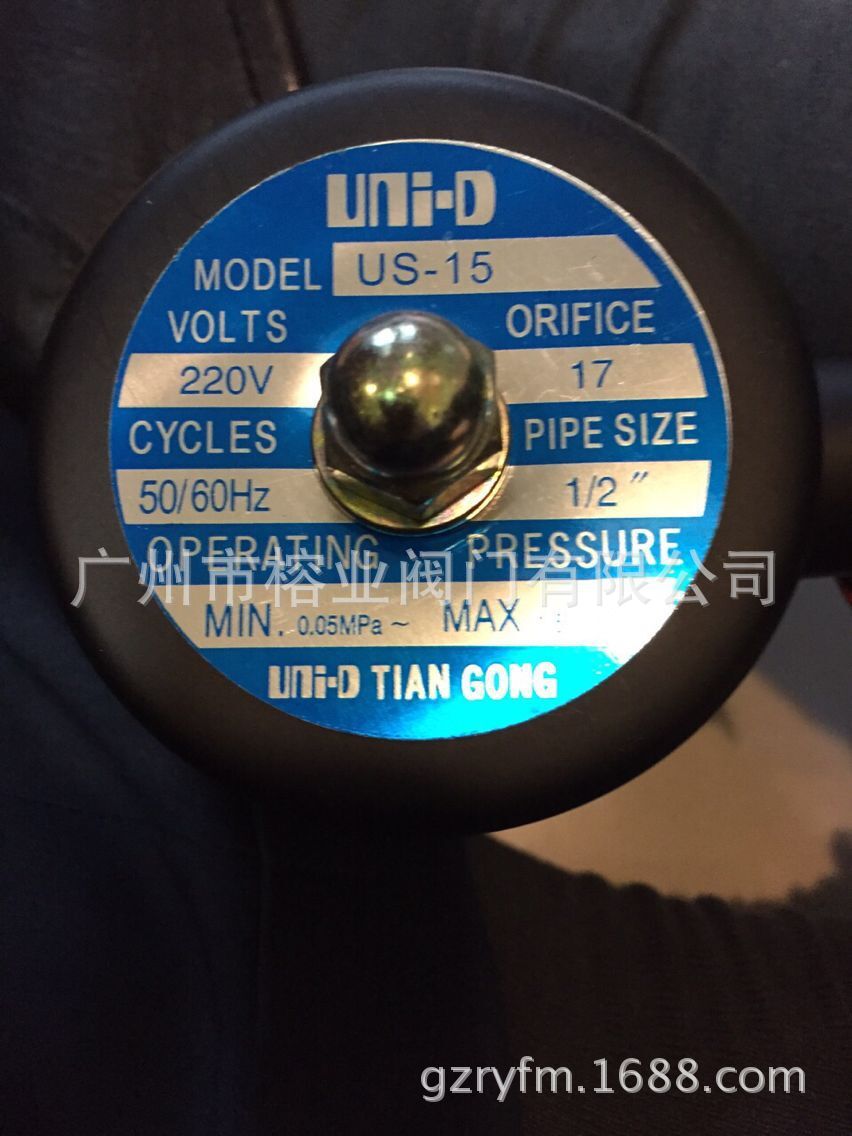 UNi-D
MODEL US-15
VOLTS ORIFICE
220V 17
CYCLES PIPE SIZE
50/60Hz 1/2"
OPERATING PRESSURE
广州市榕业阀门有限公司
MIN. 0.05MPa ~ MAX
UNi-D TIAN GONG
gzryfm.1688.com